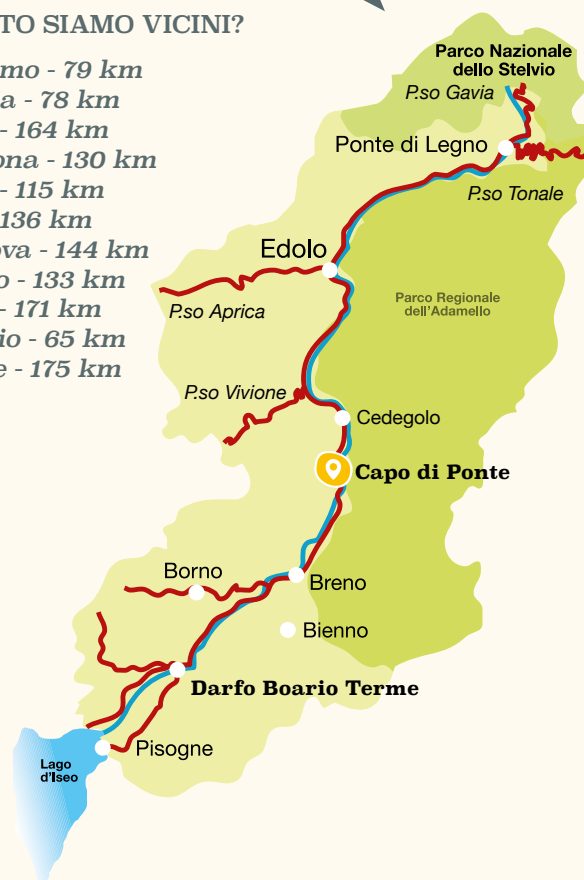 TO SIAMO VICINI?
mo - 79 km
a - 78 km
- 164 km
ona - 130 km
- 115 km
136 km
ova - 144 km
o - 133 km
- 171 km
io - 65 km
e - 175 km
Parco Nazionale
dello Stelvio
P.so Gavia
Ponte di Legno
P.so Tonale
Edolo
Parco Regionale
dell'Adamello
P.so Aprica
P.so Vivione
Cedegolo
Capo di Ponte
Borno
Breno
Bienno
Darfo Boario Terme
Pisogne
Lago
d'Iseo